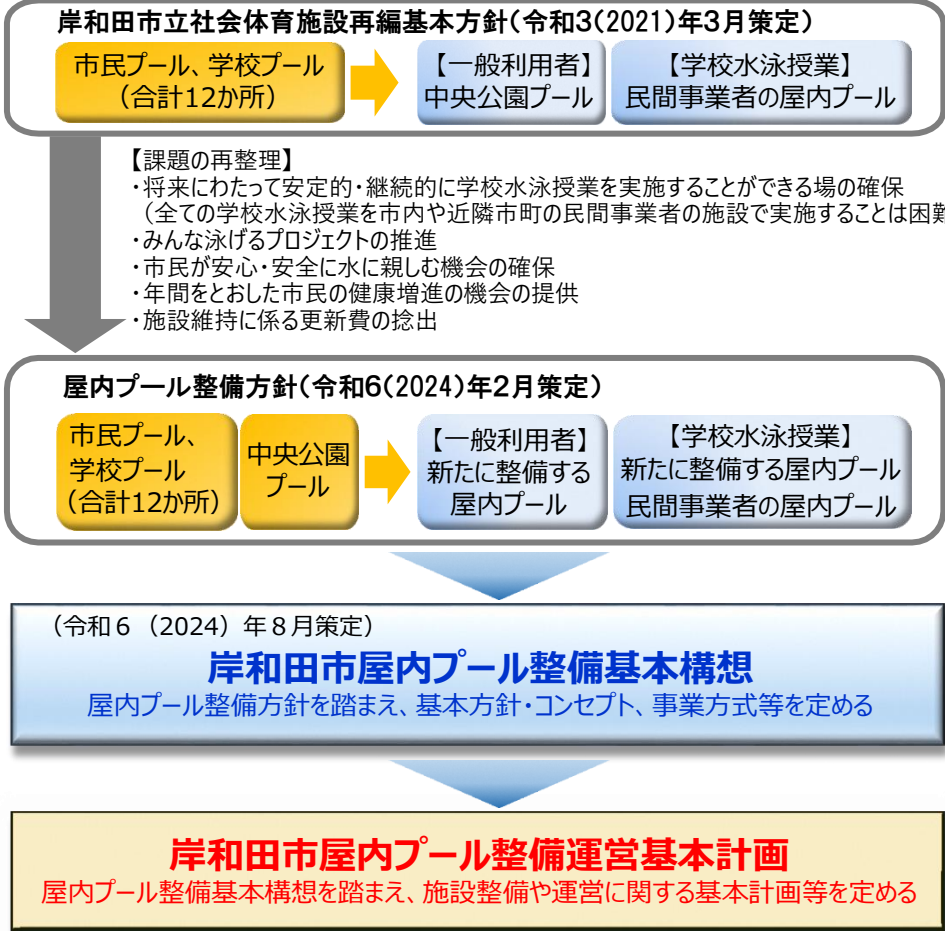 岸和田市立社会体育施設再編基本方針(令和3(2021)年3月策定)
市民プール、学校プール
(合計12か所)
【一般利用者】
中央公園プール
【学校水泳授業】
民間事業者の屋内プール
【課題の再整理】
・将来にわたって安定的・継続的に学校水泳授業を実施することができる場の確保
(全ての学校水泳授業を市内や近隣市町の民間事業者の施設で実施することは困難
・みんな泳げるプロジェクトの推進
・市民が安心・安全に水に親しむ機会の確保
・年間をとおした市民の健康増進の機会の提供
・施設維持に係る更新費の捻出
屋内プール整備方針(令和6(2024)年2月策定)
市民プール、
学校プール
(合計12か所)
中央公園
プール
【一般利用者】
新たに整備する
屋内プール
【学校水泳授業】
新たに整備する屋内プール
民間事業者の屋内プール
(令和6(2024)年8月策定)
岸和田市屋内プール整備基本構想
屋内プール整備方針を踏まえ、基本方針・コンセプト、事業方式等を定める
岸和田市屋内プール整備運営基本計画
屋内プール整備基本構想を踏まえ、施設整備や運営に関する基本計画等を定める